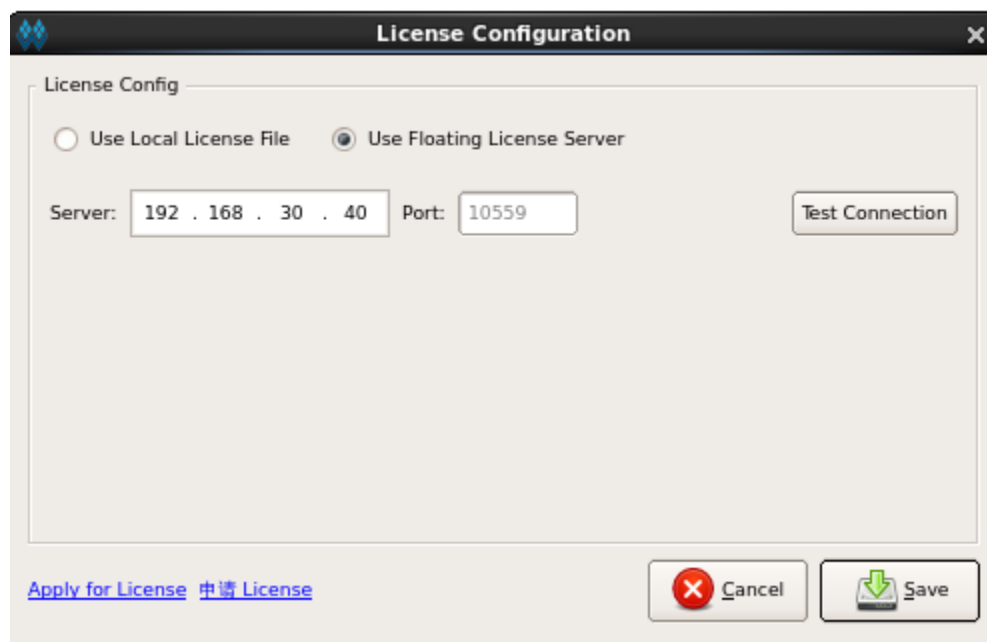 License Configuration
License Config
Use Local License File Use Floating License Server
Server: 192 . 168 . 30 . 40 Port: 10559 Test Connection
Apply for License 申请 License Cancel Save